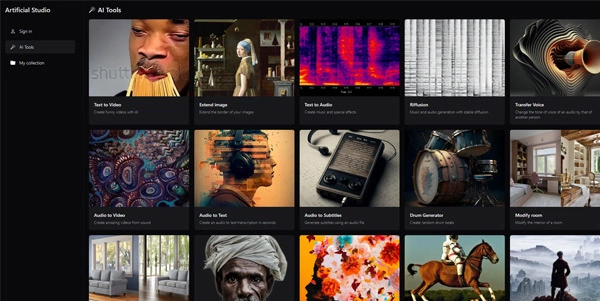 Artificial Studio
AI Tools
Sign in
AI Tools
My collection
shutt
Text to Video
Create funny videos with AI
Extend Image
Extend the border of your images
Text to Audio
Create music and special effects
Riffusion
Music and audio generation with stable diffusion
Transfer Voice
Change the tone of voice of an audio by that of
another person
Audio to Video
Create amazing videos from sound
Audio to Text
Create an audio to text transcription in seconds
Audio to Subtitles
Generate subtitles using an audio file
Drum Generator
Create random drum beats
Modify room
Modify the interior of a room